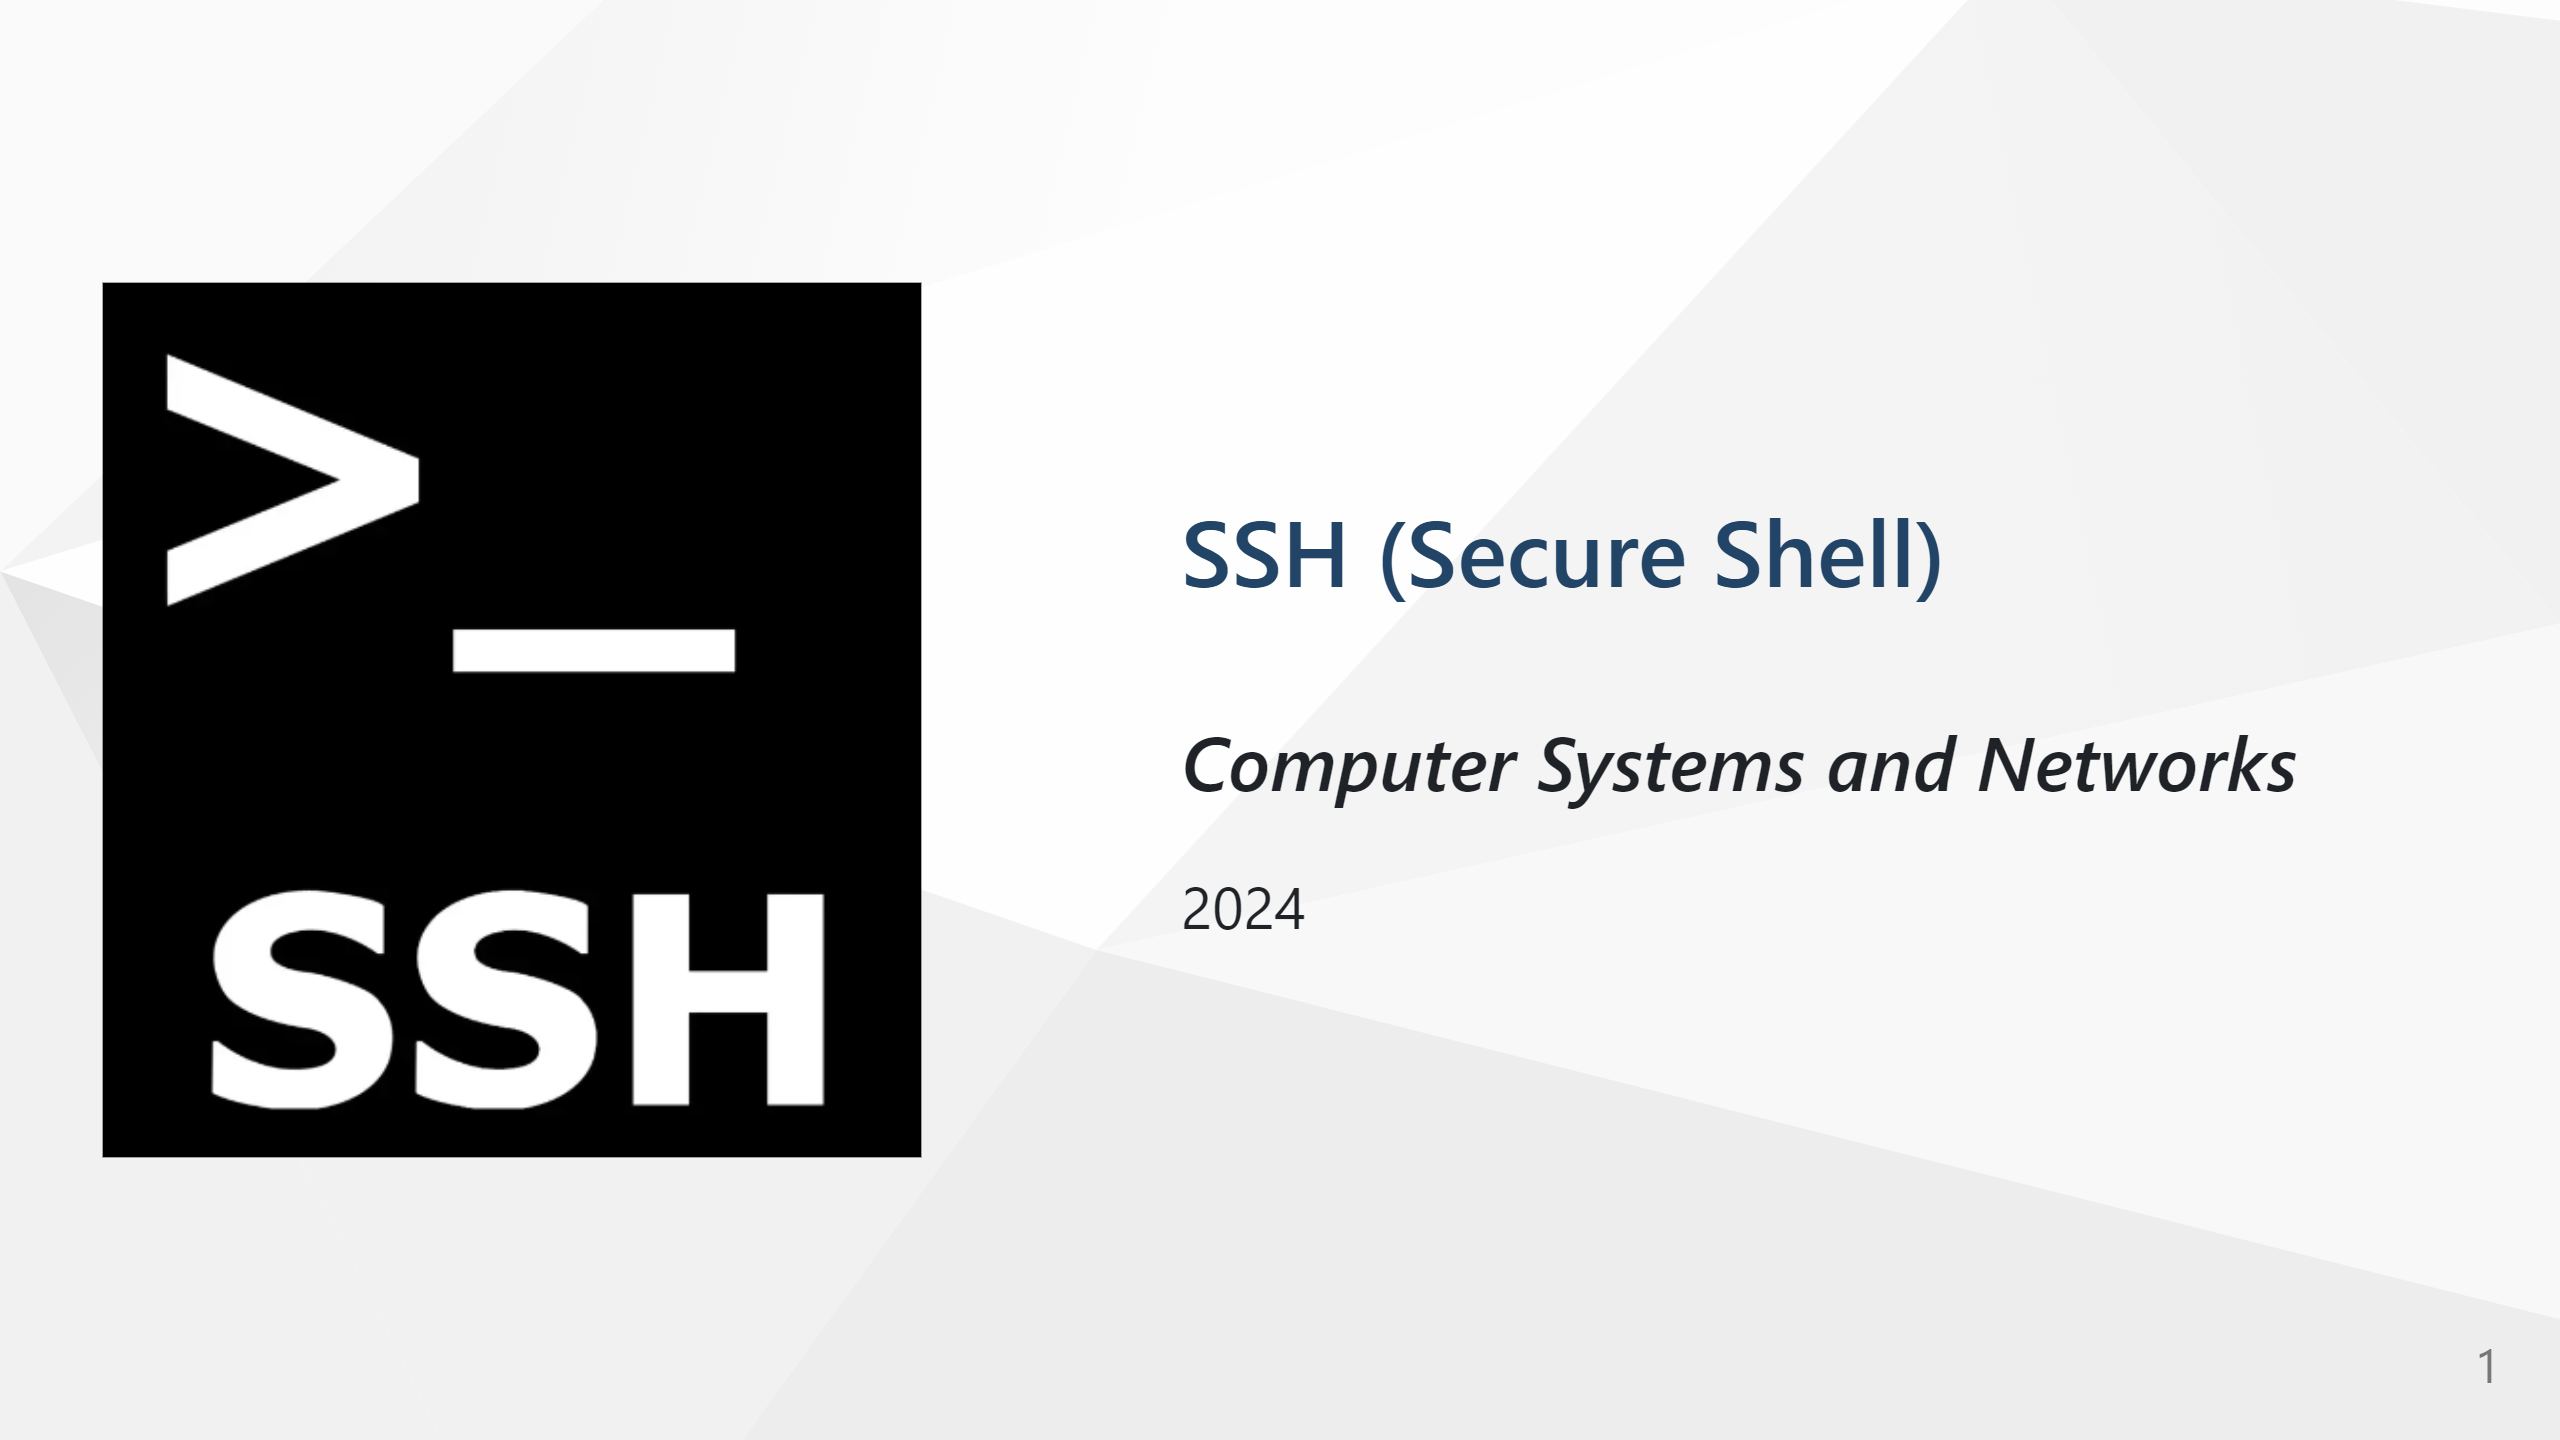 >_
SSH
SSH (Secure Shell)
Computer Systems and Networks
2024
1